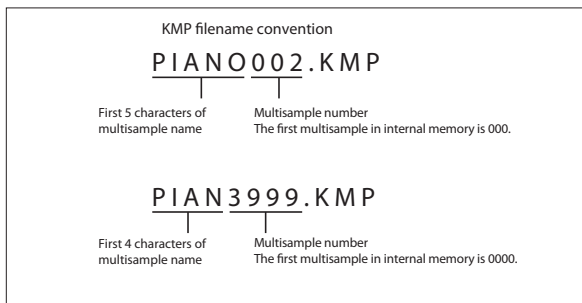 KMP filename convention
PIANO002.KMP
First 5 characters of
multisample name
Multisample number
The first multisample in internal memory is 000.
PIAN3999.KMP
First 4 characters of
multisample name
Multisample number
The first multisample in internal memory is 0000.